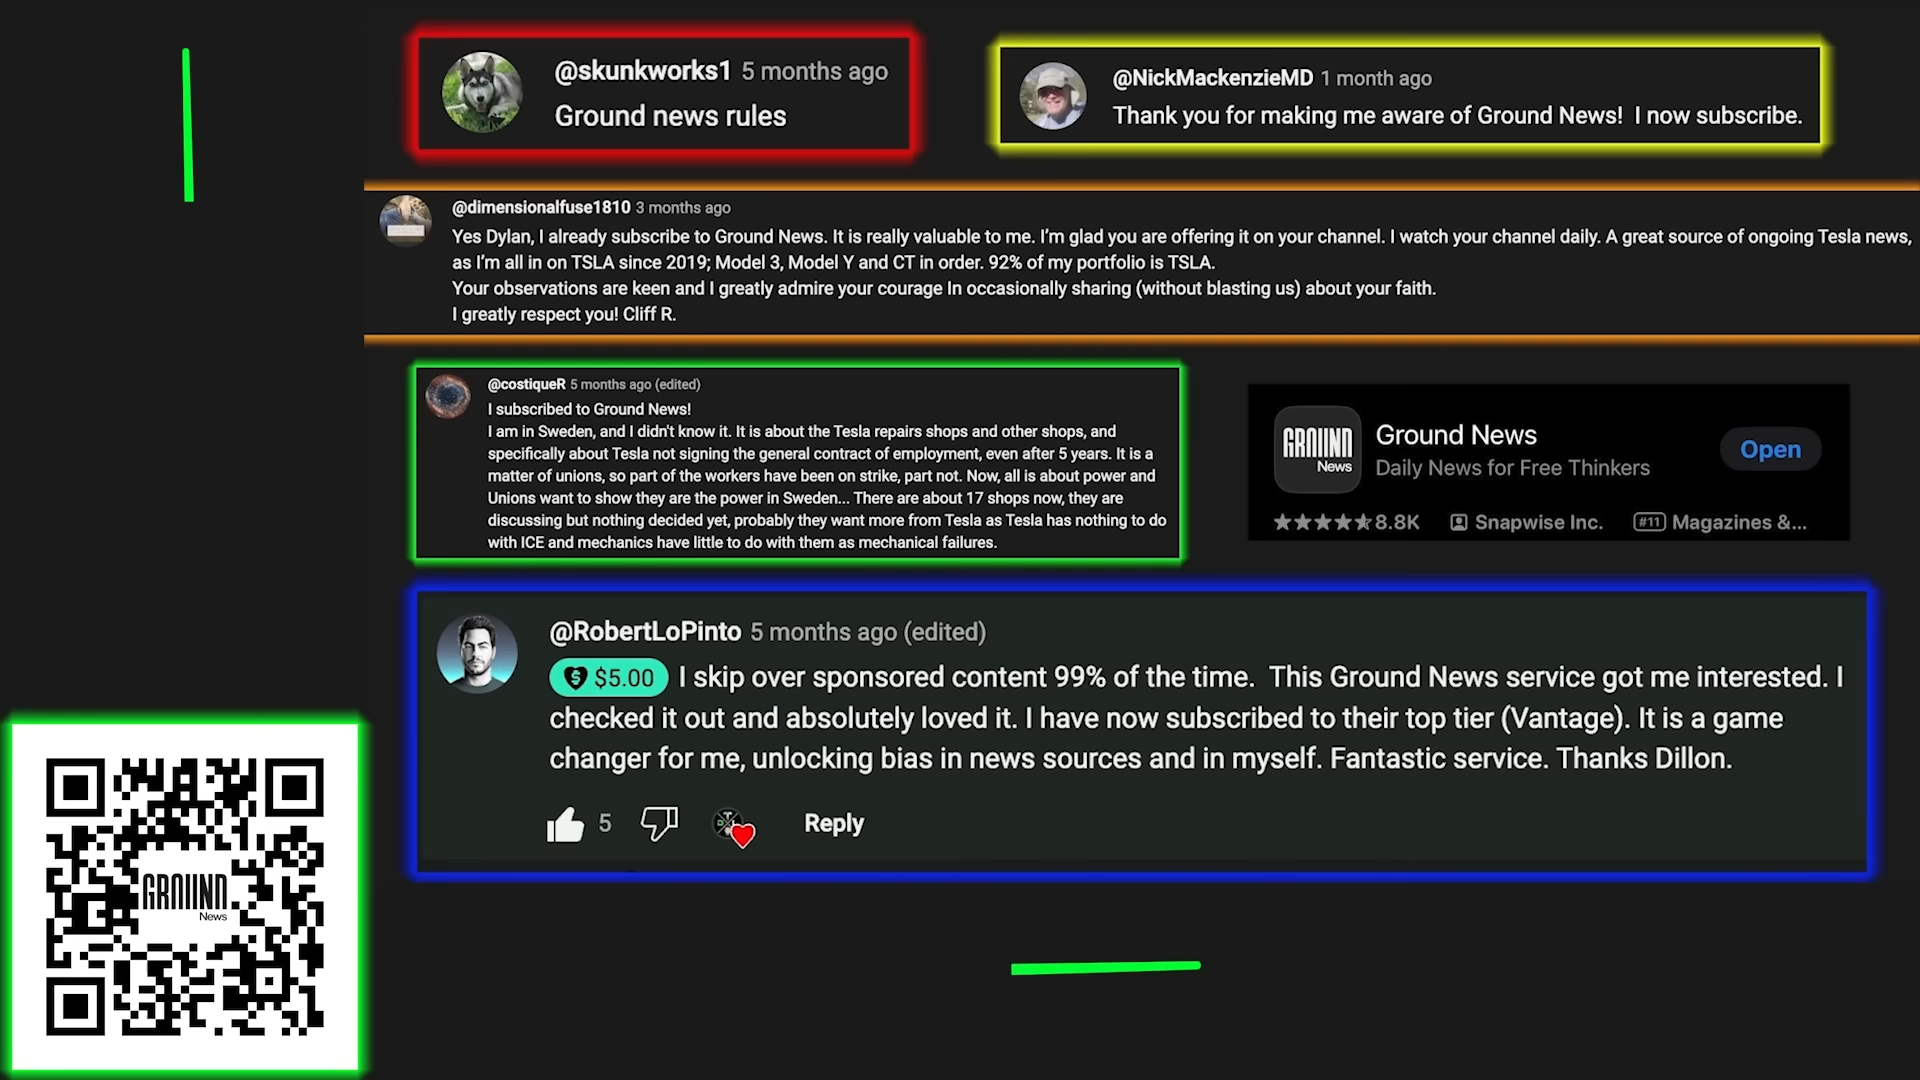 @skunkworks1 5 months ago
Ground news rules
@NickMackenzieMD 1 month ago
Thank you for making me aware of Ground News! I now subscribe.
@dimensionalfuse1810 3 months ago
Yes Dylan, I already subscribe to Ground News. It is really valuable to me. I'm glad you are offering it on your channel. I watch your channel daily. A great source of ongoing Tesla news,
as I'm all in on TSLA since 2019; Model 3, Model Y and CT in order. 92% of my portfolio is TSLA.
Your observations are keen and I greatly admire your courage In occasionally sharing (without blasting us) about your faith.
I greatly respect you! Cliff R.
@costiqueR 5 months ago (edited)
I subscribed to Ground News!
I am in Sweden, and I didn't know it. It is about the Tesla repairs shops and other shops, and
specifically about Tesla not signing the general contract of employment, even after 5 years. It is a
matter of unions, so part of the workers have been on strike, part not. Now, all is about power and
Unions want to show they are the power in Sweden... There are about 17 shops now, they are
discussing but nothing decided yet, probably they want more from Tesla as Tesla has nothing to do
with ICE and mechanics have little to do with them as mechanical failures.
GROUND
News
Ground News
Daily News for Free Thinkers
Open
8.8K Snapwise Inc. #11 Magazines &...
@RobertLoPinto 5 months ago (edited)
$5.00 I skip over sponsored content 99% of the time. This Ground News service got me interested. I
checked it out and absolutely loved it. I have now subscribed to their top tier (Vantage). It is a game
changer for me, unlocking bias in news sources and in myself. Fantastic service. Thanks Dillon.
5 Reply
GROUND
News